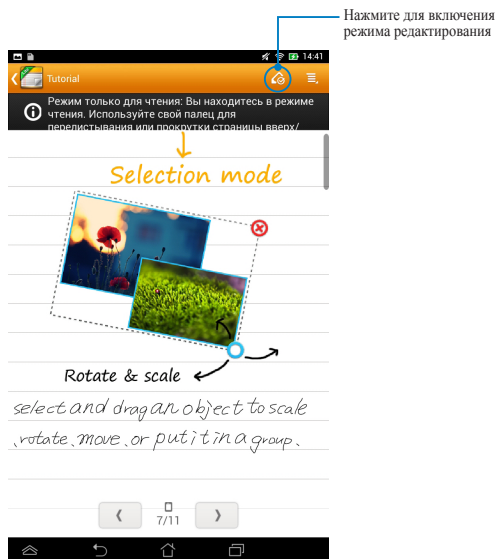 Нажмите для включения
режима редактирования
14:41
Tutorial
Режим только для чтения: Вы находитесь в режиме
чтения. Используйте свой палец для
перелистывания или прокрутки страницы вверх/
Selection mode
Rotate & scale
select and drag an object to scale
、rotate、move、or put it in a group、
7/11